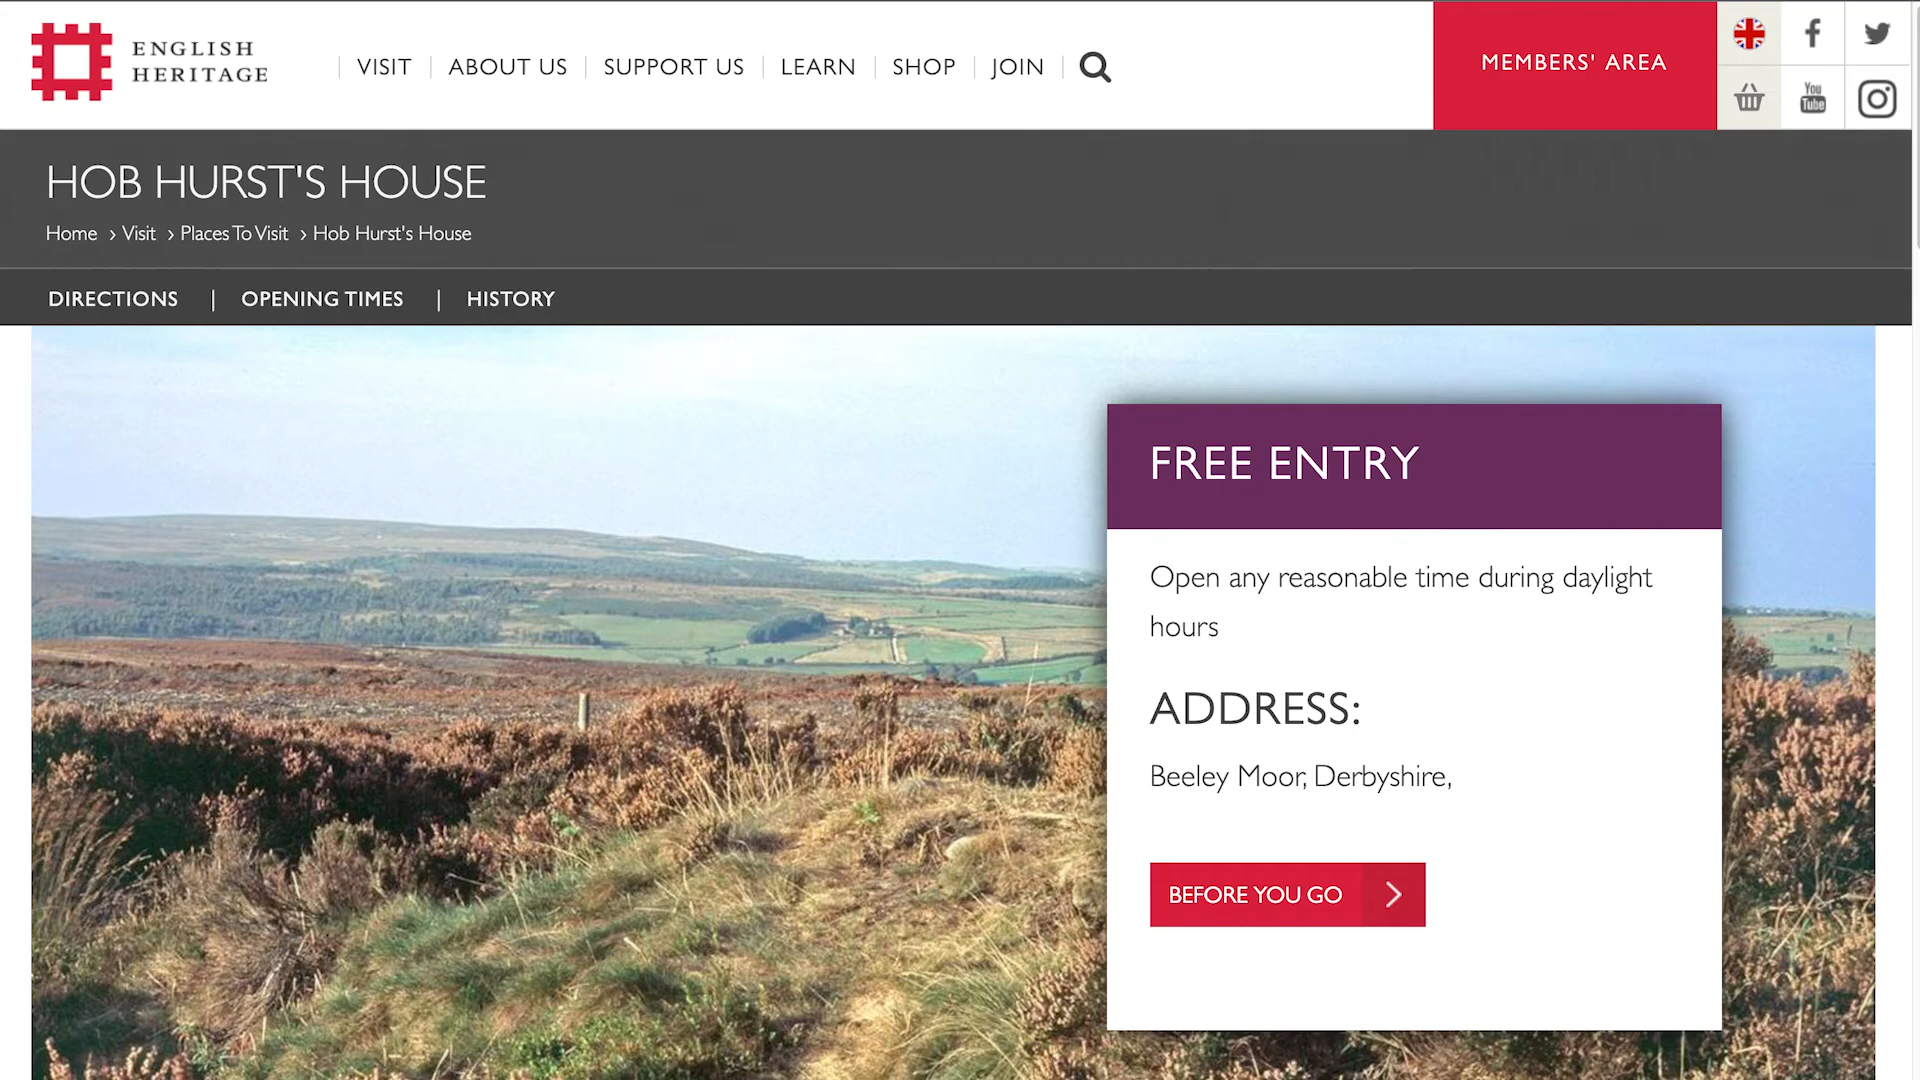 ENGLISH
HERITAGE
VISIT
ABOUT US
SUPPORT US
LEARN
SHOP
JOIN
MEMBERS' AREA
You
Tube
HOB HURST'S HOUSE
Home › Visit › Places To Visit › Hob Hurst's House
DIRECTIONS | OPENING TIMES | HISTORY
FREE ENTRY
Open any reasonable time during daylight
hours
ADDRESS:
Beeley Moor, Derbyshire,
BEFORE YOU GO